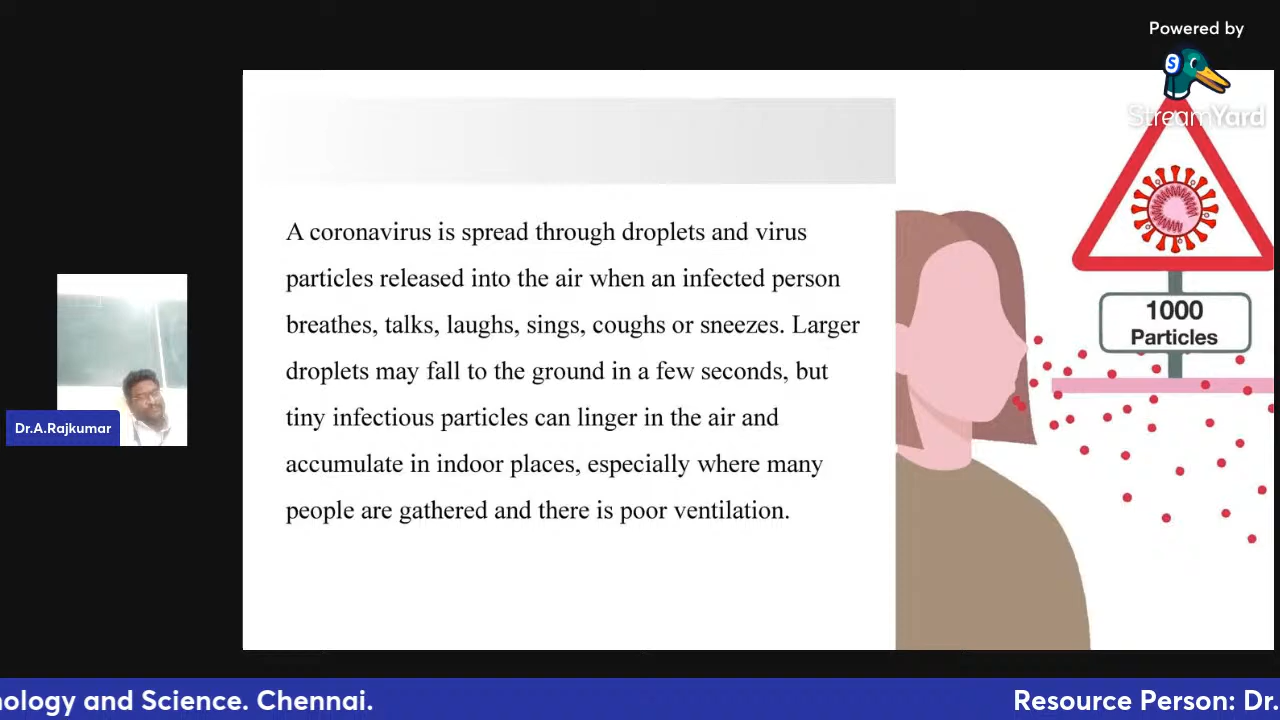 Powered by
StreamYard
1000
Particles
A coronavirus is spread through droplets and virus
particles released into the air when an infected person
breathes, talks, laughs, sings, coughs or sneezes. Larger
droplets may fall to the ground in a few seconds, but
tiny infectious particles can linger in the air and
accumulate in indoor places, especially where many
people are gathered and there is poor ventilation.
Dr.A.Rajkumar
nology and Science. Chennai.
Resource Person: Dr.